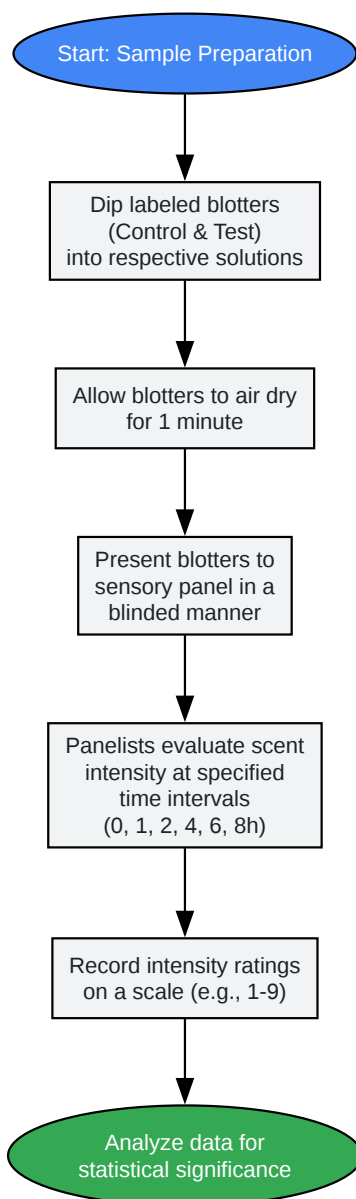 Start: Sample Preparation
Dip labeled blotters
(Control & Test)
into respective solutions
Allow blotters to air dry
for 1 minute
Present blotters to
sensory panel in a
blinded manner
Panelists evaluate scent
intensity at specified
time intervals
(0, 1, 2, 4, 6, 8h)
Record intensity ratings
on a scale (e.g., 1-9)
Analyze data for
statistical significance